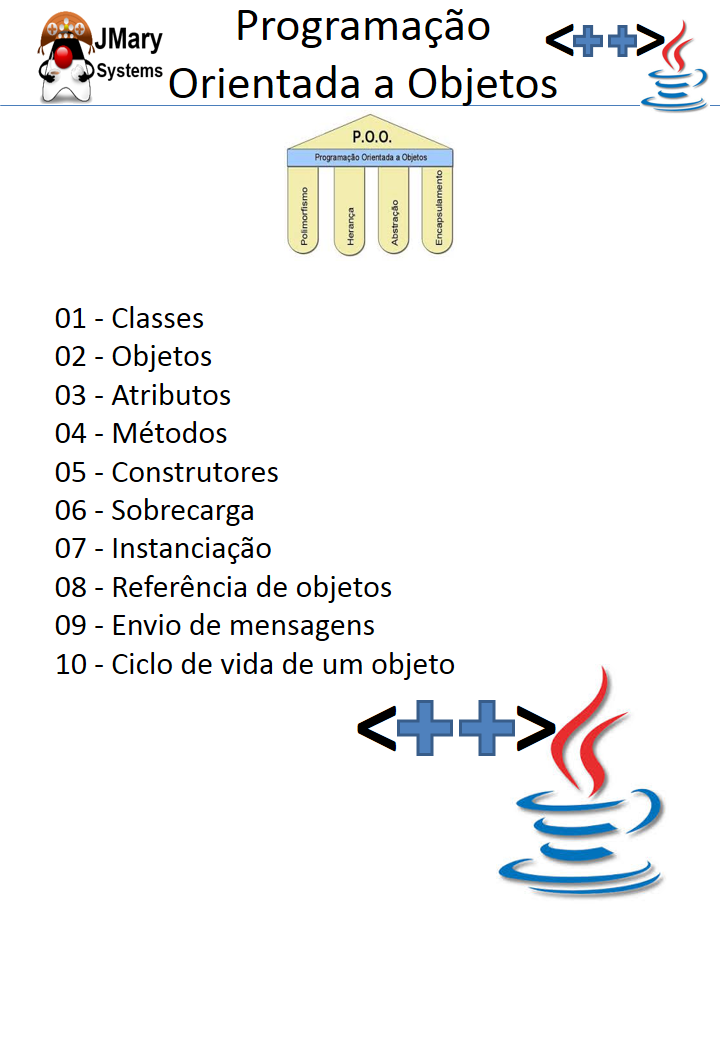 JMary
Systems
Programação
Orientada a Objetos
<++>
P.O.O.
Programação Orientada a Objetos
Polimorfismo
Herança
Abstração
Encapsulamento
01 - Classes
02 - Objetos
03 - Atributos
04 - Métodos
05 - Construtores
06 - Sobrecarga
07 - Instanciação
08 - Referência de objetos
09 - Envio de mensagens
10 - Ciclo de vida de um objeto
<++>